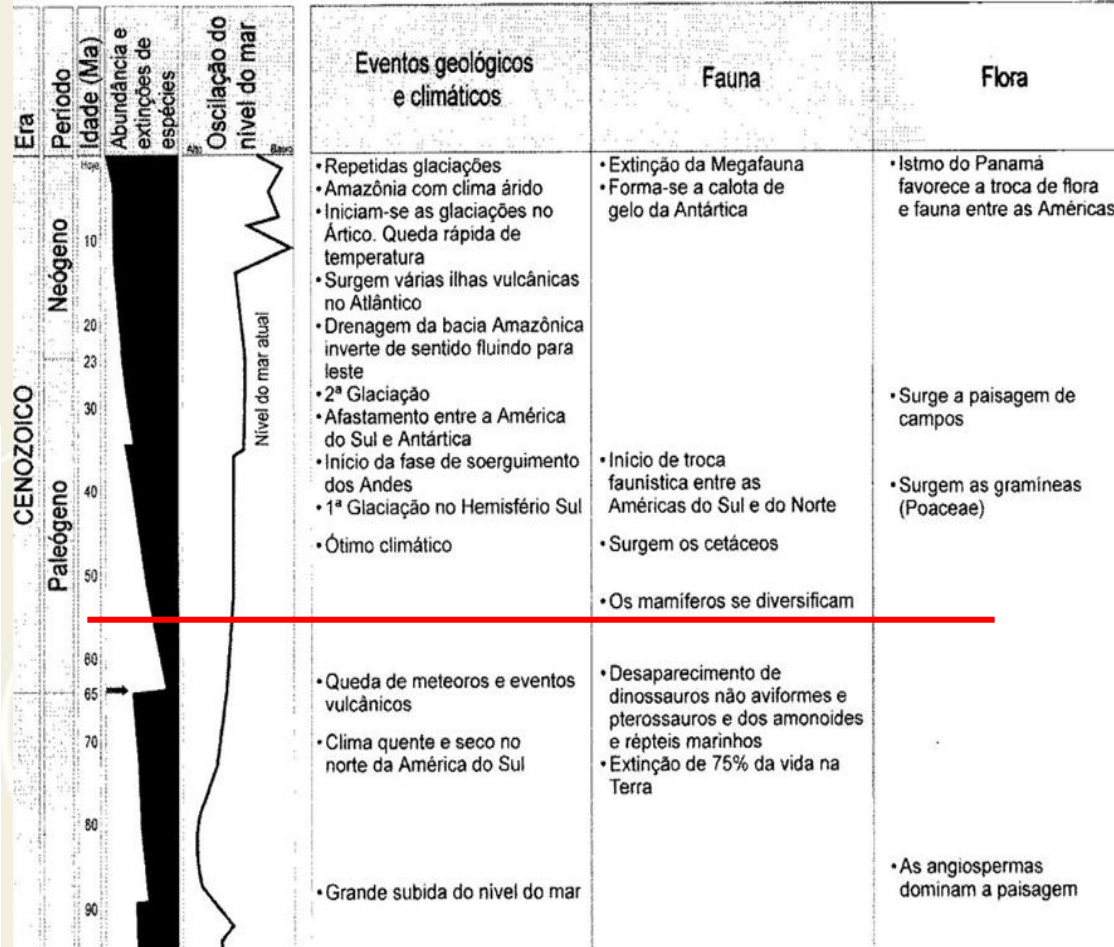 Era
Período
Idade (Ma)
Abundância e
extinções de
espécies
Oscilação do
nível do mar
Eventos geológicos
e climáticos
Fauna
Flora
Alto
Baixo
Hoje
10
20
23
30
40
50
60
65
70
80
90
CENOZOICO
Neógeno
Paleógeno
Nível do mar atual
• Repetidas glaciações
• Amazônia com clima árido
• Iniciam-se as glaciações no
Ártico. Queda rápida de
temperatura
• Surgem várias ilhas vulcânicas
no Atlântico
• Drenagem da bacia Amazônica
inverte de sentido fluindo para
leste
• 2ª Glaciação
• Afastamento entre a América
do Sul e Antártica
• Início da fase de soerguimento
dos Andes
• 1ª Glaciação no Hemisfério Sul
• Ótimo climático
• Queda de meteoros e eventos
vulcânicos
• Clima quente e seco no
norte da América do Sul
• Grande subida do nível do mar
• Extinção da Megafauna
• Forma-se a calota de
gelo da Antártica
• Início de troca
faunística entre as
Américas do Sul e do Norte
• Surgem os cetáceos
• Os mamíferos se diversificam
• Desaparecimento de
dinossauros não aviformes e
pterossauros e dos amonoides
e répteis marinhos
• Extinção de 75% da vida na
Terra
• Istmo do Panamá
favorece a troca de flora
e fauna entre as Américas
• Surge a paisagem de
campos
• Surgem as gramíneas
(Poaceae)
• As angiospermas
dominam a paisagem